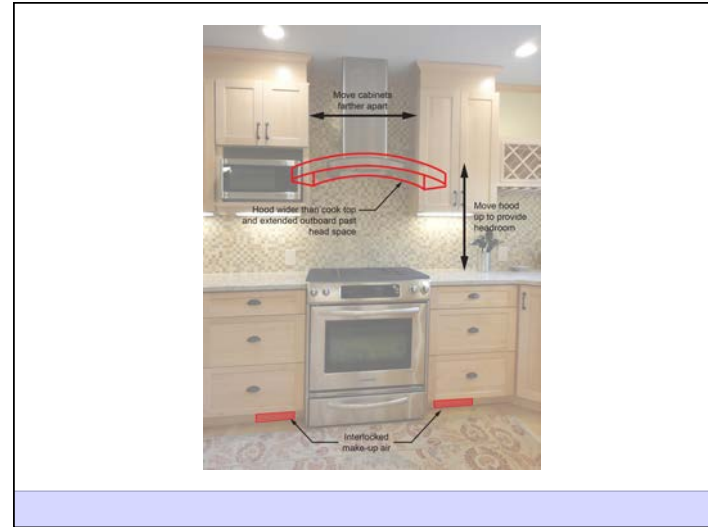 Move cabinets
farther apart
Hood wider than cook top
and extended outboard past
head space
Move hood
up to provide
headroom
Interlocked
make-up air